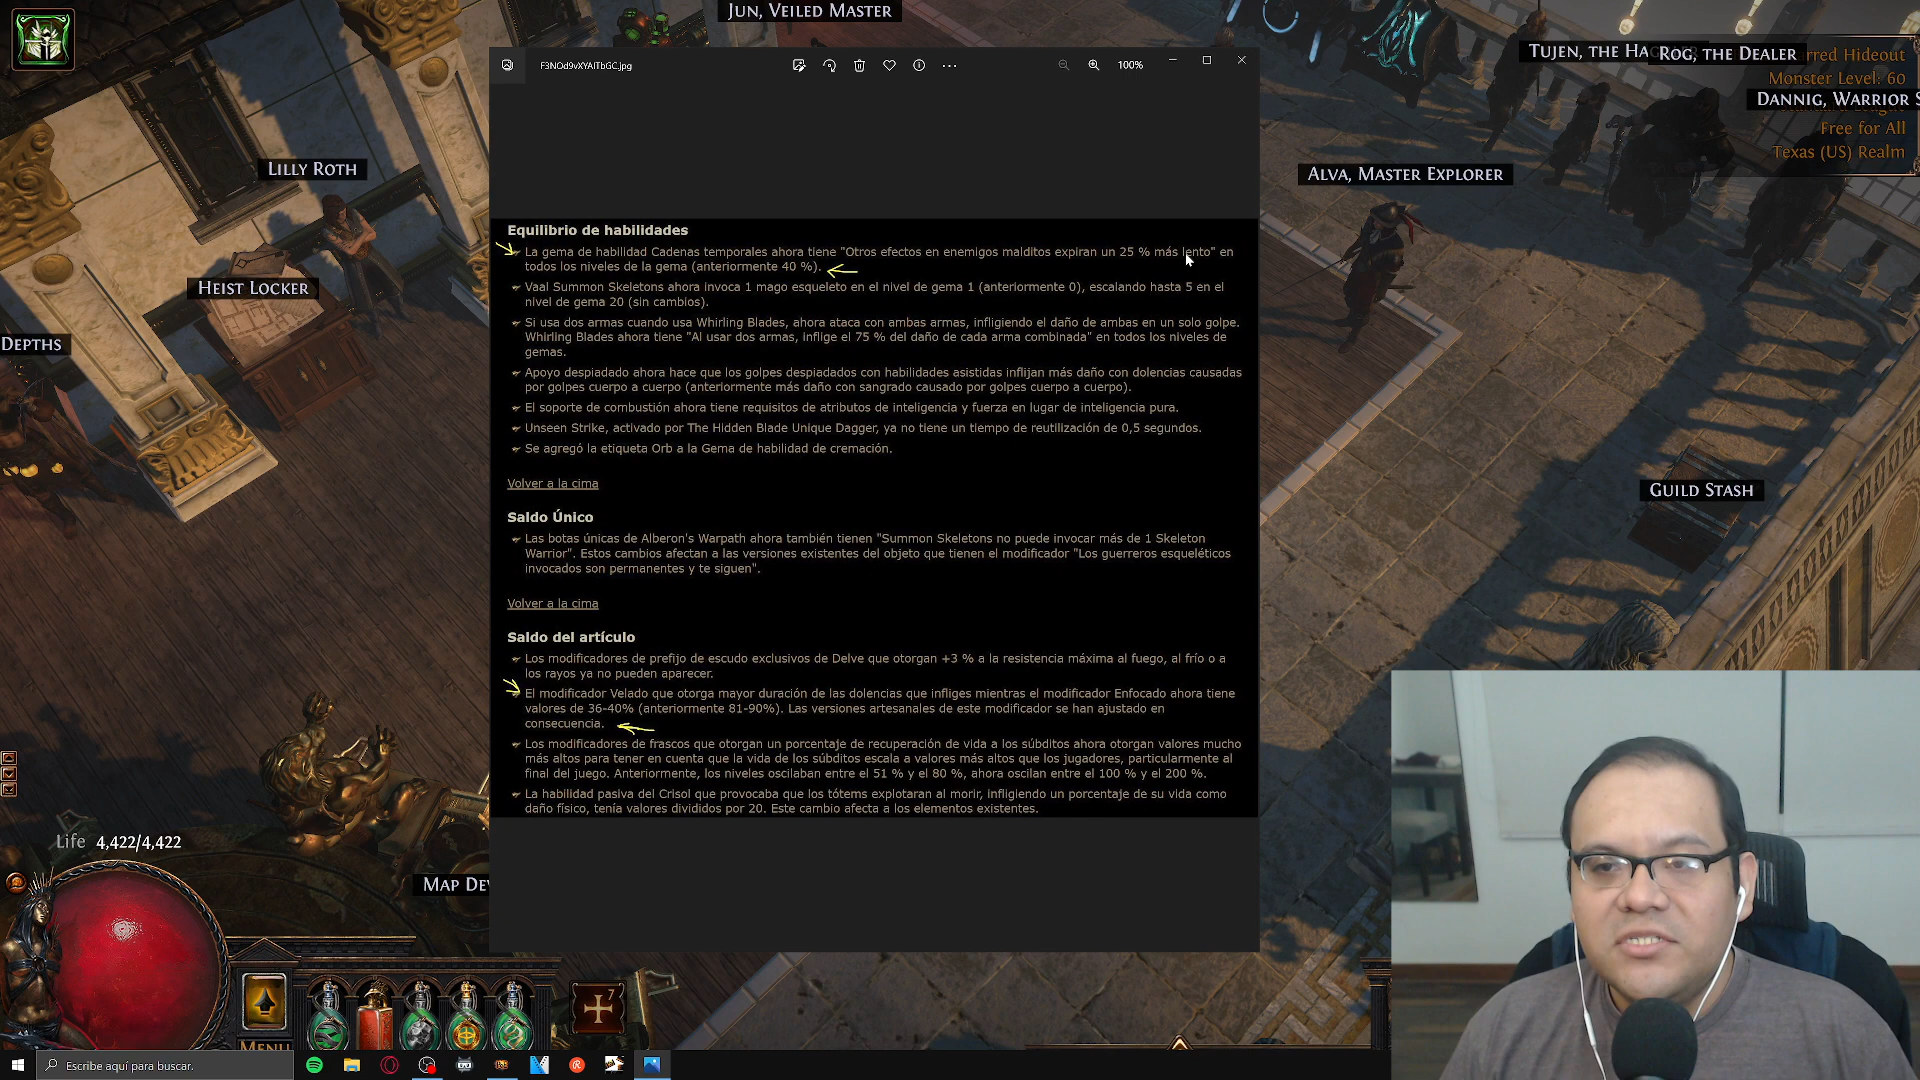 Jun, Veiled Master
F3NOd9vXYAITbGC.jpg
100%
Tujen, the Ha
Rog, the Dealer
rred Hideout
Monster Level: 60
Dannig, Warrior S
Free for All
Texas (US) Realm
Lilly Roth
Alva, Master Explorer
Heist Locker
Depths
Guild Stash
Equilibrio de habilidades
La gema de habilidad Cadenas temporales ahora tiene "Otros efectos en enemigos malditos expiran un 25 % más lento" en
todos los niveles de la gema (anteriormente 40 %).
Vaal Summon Skeletons ahora invoca 1 mago esqueleto en el nivel de gema 1 (anteriormente 0), escalando hasta 5 en el
nivel de gema 20 (sin cambios).
Si usa dos armas cuando usa Whirling Blades, ahora ataca con ambas armas, infligiendo el daño de ambas en un solo golpe.
Whirling Blades ahora tiene "Al usar dos armas, inflige el 75 % del daño de cada arma combinada" en todos los niveles de
gemas.
Apoyo despiadado ahora hace que los golpes despiadados con habilidades asistidas inflijan más daño con dolencias causadas
por golpes cuerpo a cuerpo (anteriormente más daño con sangrado causado por golpes cuerpo a cuerpo).
El soporte de combustión ahora tiene requisitos de atributos de inteligencia y fuerza en lugar de inteligencia pura.
Unseen Strike, activado por The Hidden Blade Unique Dagger, ya no tiene un tiempo de reutilización de 0,5 segundos.
Se agregó la etiqueta Orb a la Gema de habilidad de cremación.
Volver a la cima
Saldo Único
Las botas únicas de Alberon's Warpath ahora también tienen "Summon Skeletons no puede invocar más de 1 Skeleton
Warrior". Estos cambios afectan a las versiones existentes del objeto que tienen el modificador "Los guerreros esqueléticos
invocados son permanentes y te siguen".
Volver a la cima
Saldo del artículo
Los modificadores de prefijo de escudo exclusivos de Delve que otorgan +3 % a la resistencia máxima al fuego, al frío o a
los rayos ya no pueden aparecer.
El modificador Velado que otorga mayor duración de las dolencias que infliges mientras el modificador Enfocado ahora tiene
valores de 36-40% (anteriormente 81-90%). Las versiones artesanales de este modificador se han ajustado en
consecuencia.
Los modificadores de frascos que otorgan un porcentaje de recuperación de vida a los súbditos ahora otorgan valores mucho
más altos para tener en cuenta que la vida de los súbditos escala a valores más altos que los jugadores, particularmente al
final del juego. Anteriormente, los niveles oscilaban entre el 51 % y el 80 %, ahora oscilan entre el 100 % y el 200 %.
La habilidad pasiva del Crisol que provocaba que los tótems explotaran al morir, infligiendo un porcentaje de su vida como
daño físico, tenía valores divididos por 20. Este cambio afecta a los elementos existentes.
Life 4,422/4,422
Map De
7
Menu
Escribe aquí para buscar.